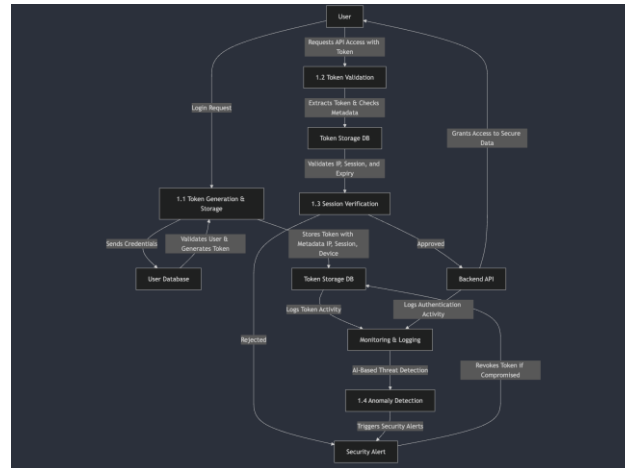 User
Requests API Access with
Token
1.2 Token Validation
Login Request
Extracts Token & Checks
Metadata
Token Storage DB
Grants Access to Secure
Data
Validates IP, Session, and
Expiry
1.1 Token Generation &
Storage
1.3 Session Verification
Sends Credentials
Validates User &
Generates Token
Stores Token with
Metadata IP, Session,
Device
Approved
User Database
Token Storage DB
Backend API
Logs Token Activity
Logs Authentication
Activity
Rejected
Monitoring & Logging
AI-Based Threat Detection
Revokes Token if
Compromised
1.4 Anomaly Detection
Triggers Security Alerts
Security Alert